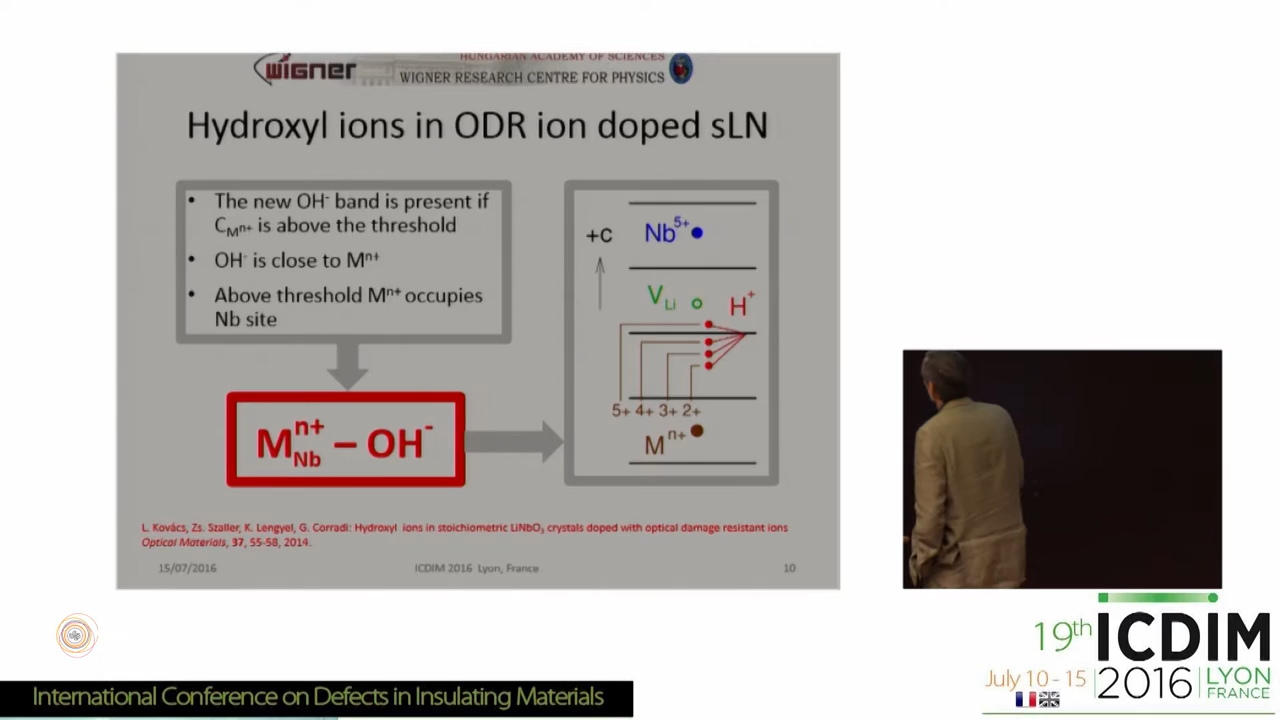 HUNGARIAN ACADEMY OF SCIENCES
wigner WIGNER RESEARCH CENTRE FOR PHYSICS
Hydroxyl ions in ODR ion doped sLN
• The new OH⁻ band is present if
C_Mⁿ⁺ is above the threshold
• OH⁻ is close to Mⁿ⁺
• Above threshold Mⁿ⁺ occupies
Nb site
M_Nbⁿ⁺ – OH⁻
+c
Nb⁵⁺
V_Li
H⁺
5+ 4+ 3+ 2+
Mⁿ⁺
L. Kovács, Zs. Szaller, K. Lengyel, G. Corradi: Hydroxyl ions in stoichiometric LiNbO₃ crystals doped with optical damage resistant ions
Optical Materials, 37, 55-58, 2014.
15/07/2016
ICDIM 2016 Lyon, France
10
19th ICDIM
July 10 - 15
2016
LYON
FRANCE
International Conference on Defects in Insulating Materials